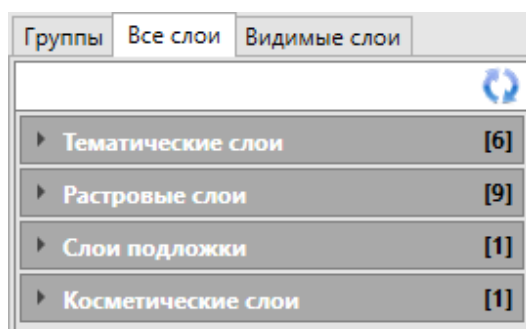 Группы Все слои Видимые слои
Тематические слои [6]
Растровые слои [9]
Слои подложки [1]
Косметические слои [1]